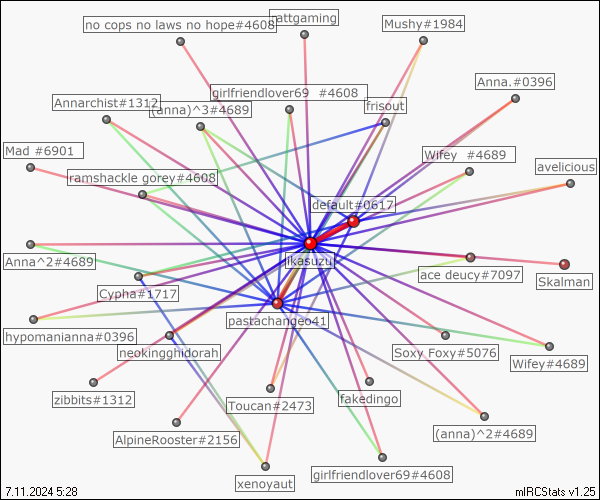 no cops no laws no hope#4608
nattgaming
Mushy#1984
Anna.#0396
girlfriendlover69 #4608
Annarchist#1312
(anna)^3#4689
frisout
Mad #6901
Wifey #4689
avelicious
ramshackle gorey#4608
default#0617
likasuzu
Anna^2#4689
ace deucy#7097
Skalman
Cypha#1717
pastachangeo41
hypomanianna#0396
neokingghidorah
Soxy Foxy#5076
Wifey#4689
zibbits#1312
Toucan#2473
fakedingo
AlpineRooster#2156
(anna)^2#4689
xenoyaut
girlfriendlover69#4608
7.11.2024 5:28
mIRCStats v1.25